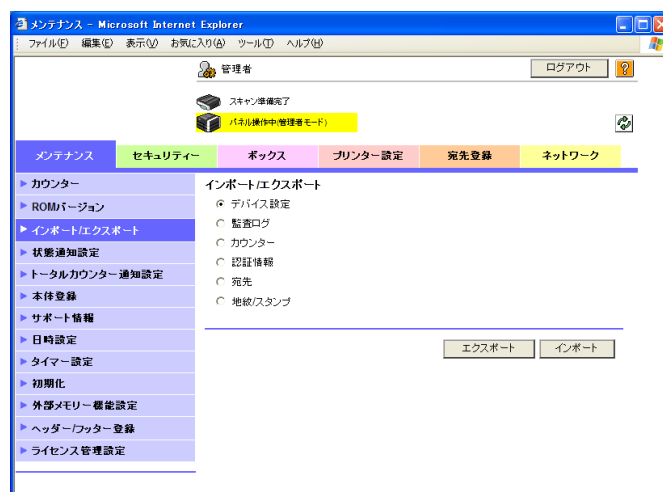 メンテナンス - Microsoft Internet Explorer
ファイル(F) 編集(E) 表示(V) お気に入り(A) ツール(T) ヘルプ(H)
管理者
ログアウト
?
スキャン準備完了
パネル操作中(管理者モード)
メンテナンス セキュリティー ボックス プリンター設定 宛先登録 ネットワーク
カウンター
ROMバージョン
インポート/エクスポート
状態通知設定
トータルカウンター通知設定
本体登録
サポート情報
日時設定
タイマー設定
初期化
外部メモリー機能設定
ヘッダー/フッター登録
ライセンス管理設定
インポート/エクスポート
デバイス設定
監査ログ
カウンター
認証情報
宛先
地紋/スタンプ
エクスポート インポート